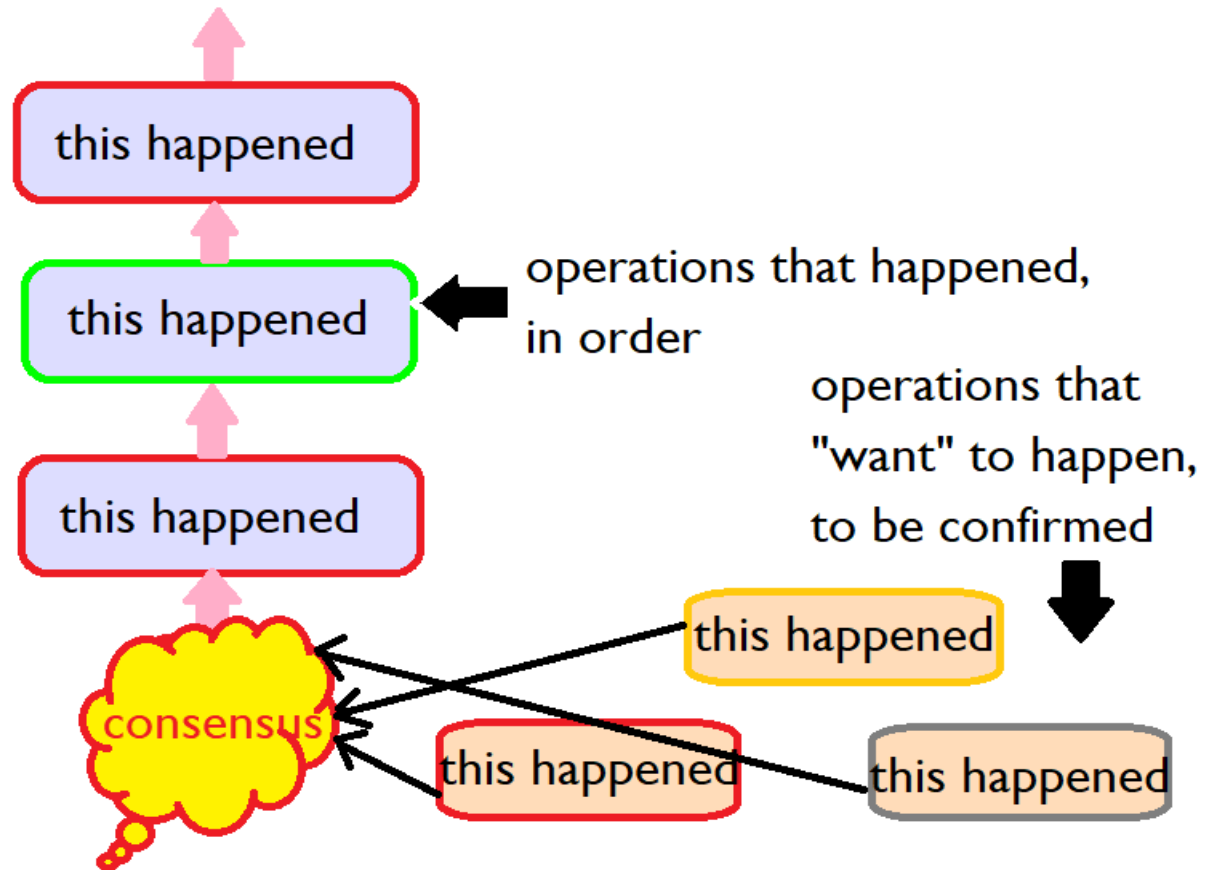 this happened
this happened
operations that happened,
in order
operations that
"want" to happen,
to be confirmed
this happened
this happened
consensus
this happened
this happened